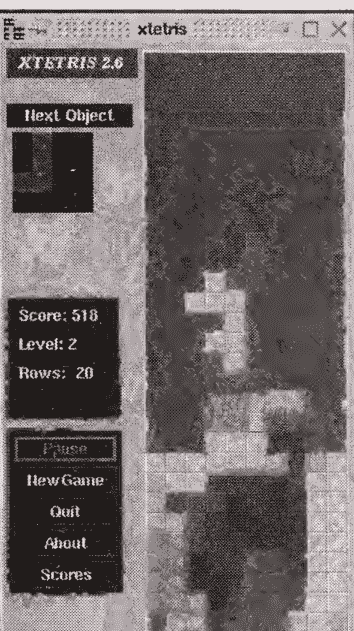 xtetris
XTETRIS 2.6
Next Object
Score: 518
Level: 2
Rows: 20
Pause
New Game
Quit
About
Scores